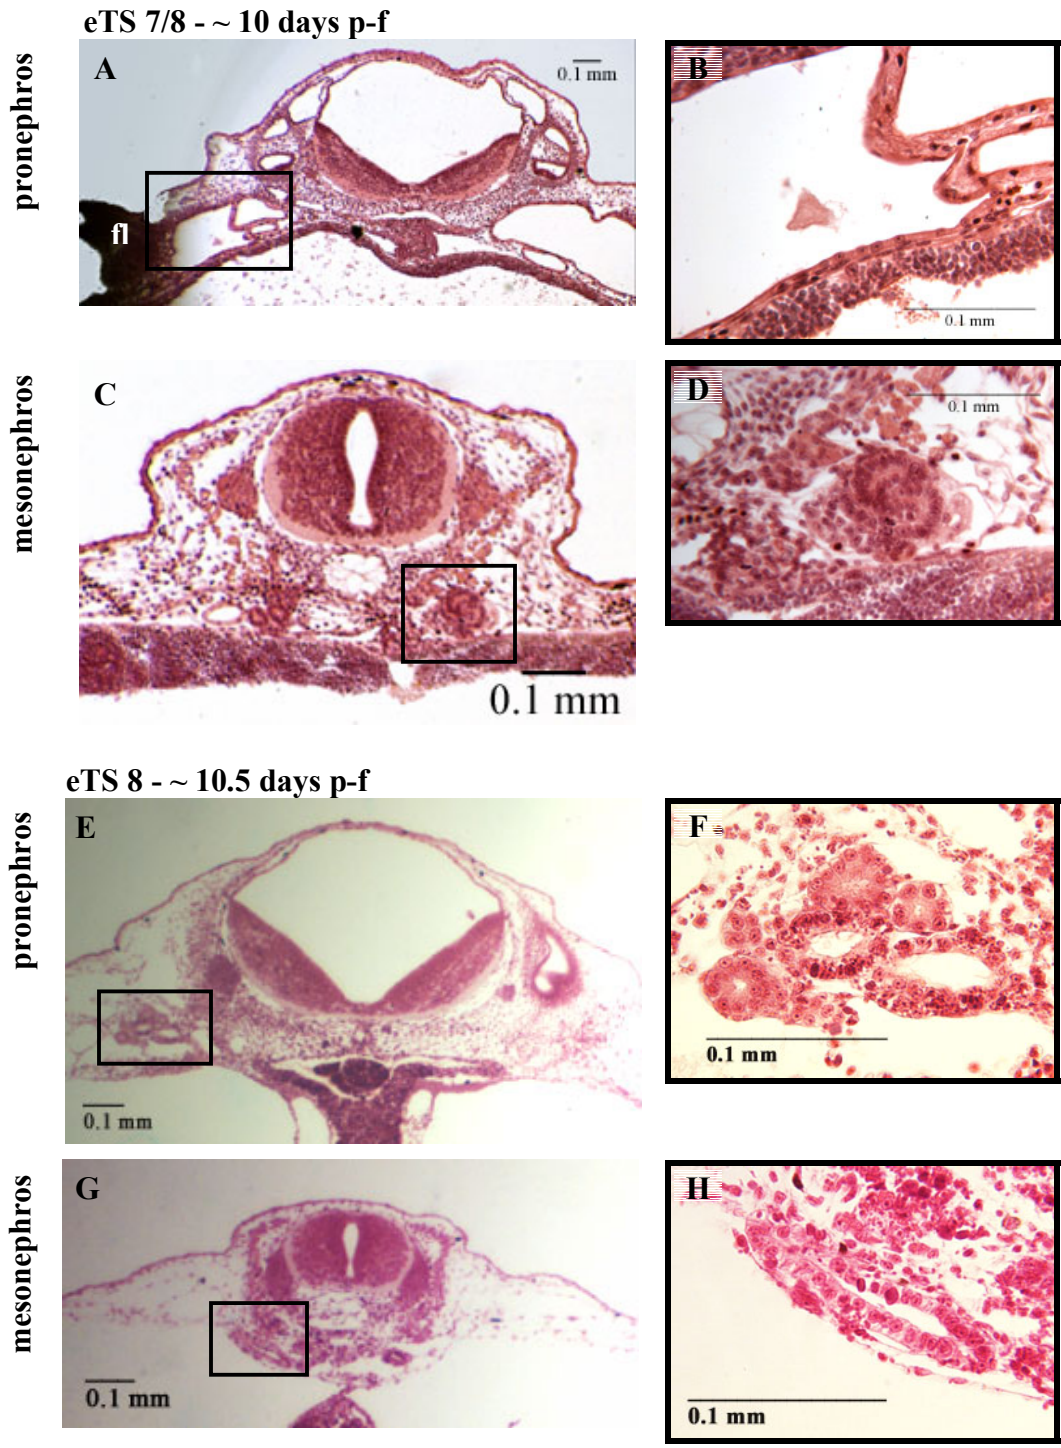 eTS 7/8 - ~ 10 days p-f
pronephros
A
0.1 mm
fl
B
0.1 mm
mesonephros
C
0.1 mm
D
0.1 mm
eTS 8 - ~ 10.5 days p-f
pronephros
E
0.1 mm
F
0.1 mm
mesonephros
G
0.1 mm
H
0.1 mm